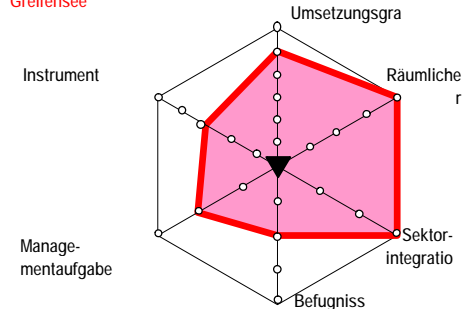 Greifensee
Umsetzungsgra
Instrument
Räumliche
r
Sektor-
integratio
Manage-
mentaufgabe
Befugniss